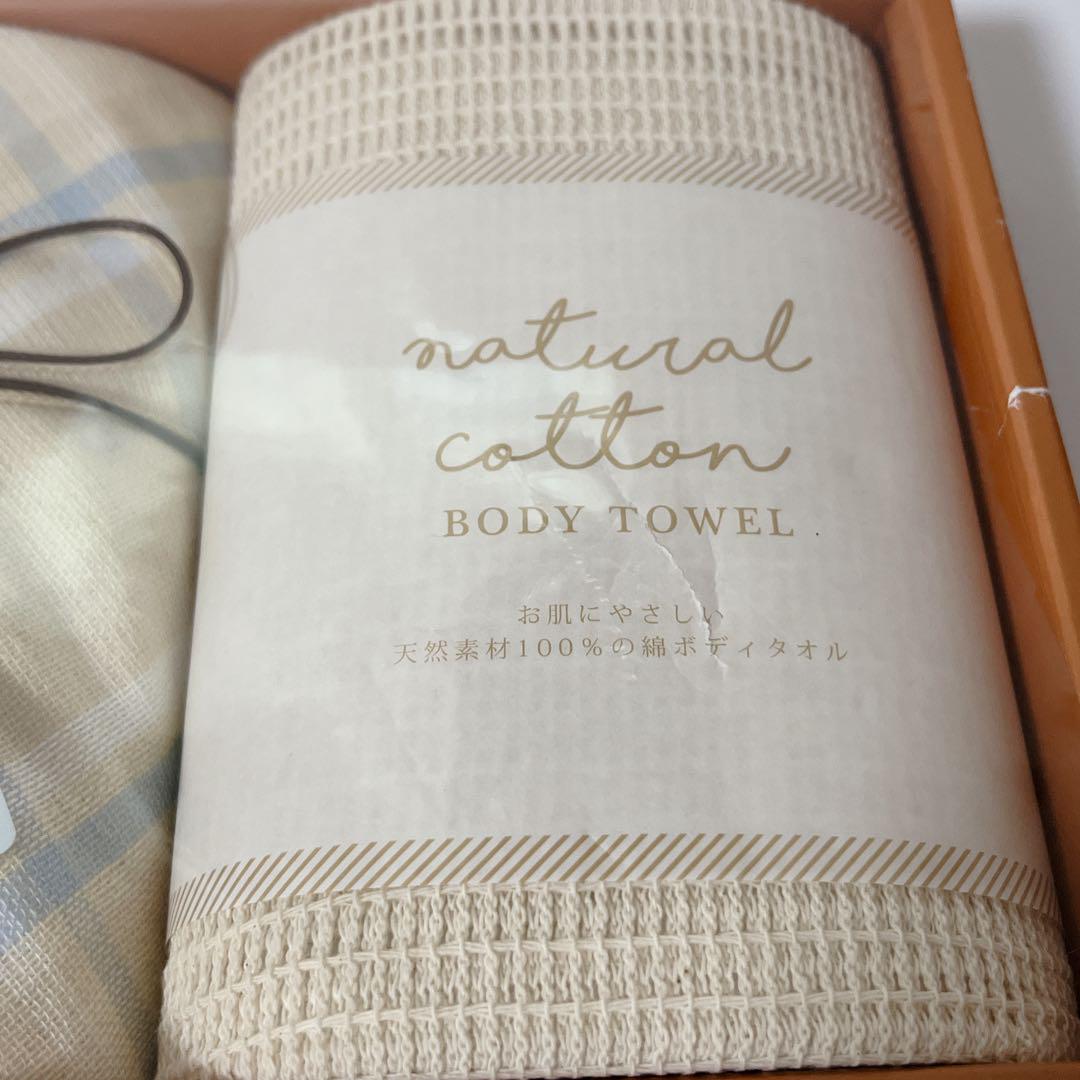 natural
cotton
BODY TOWEL
お肌にやさしい
天然素材100%の綿ボディタオル